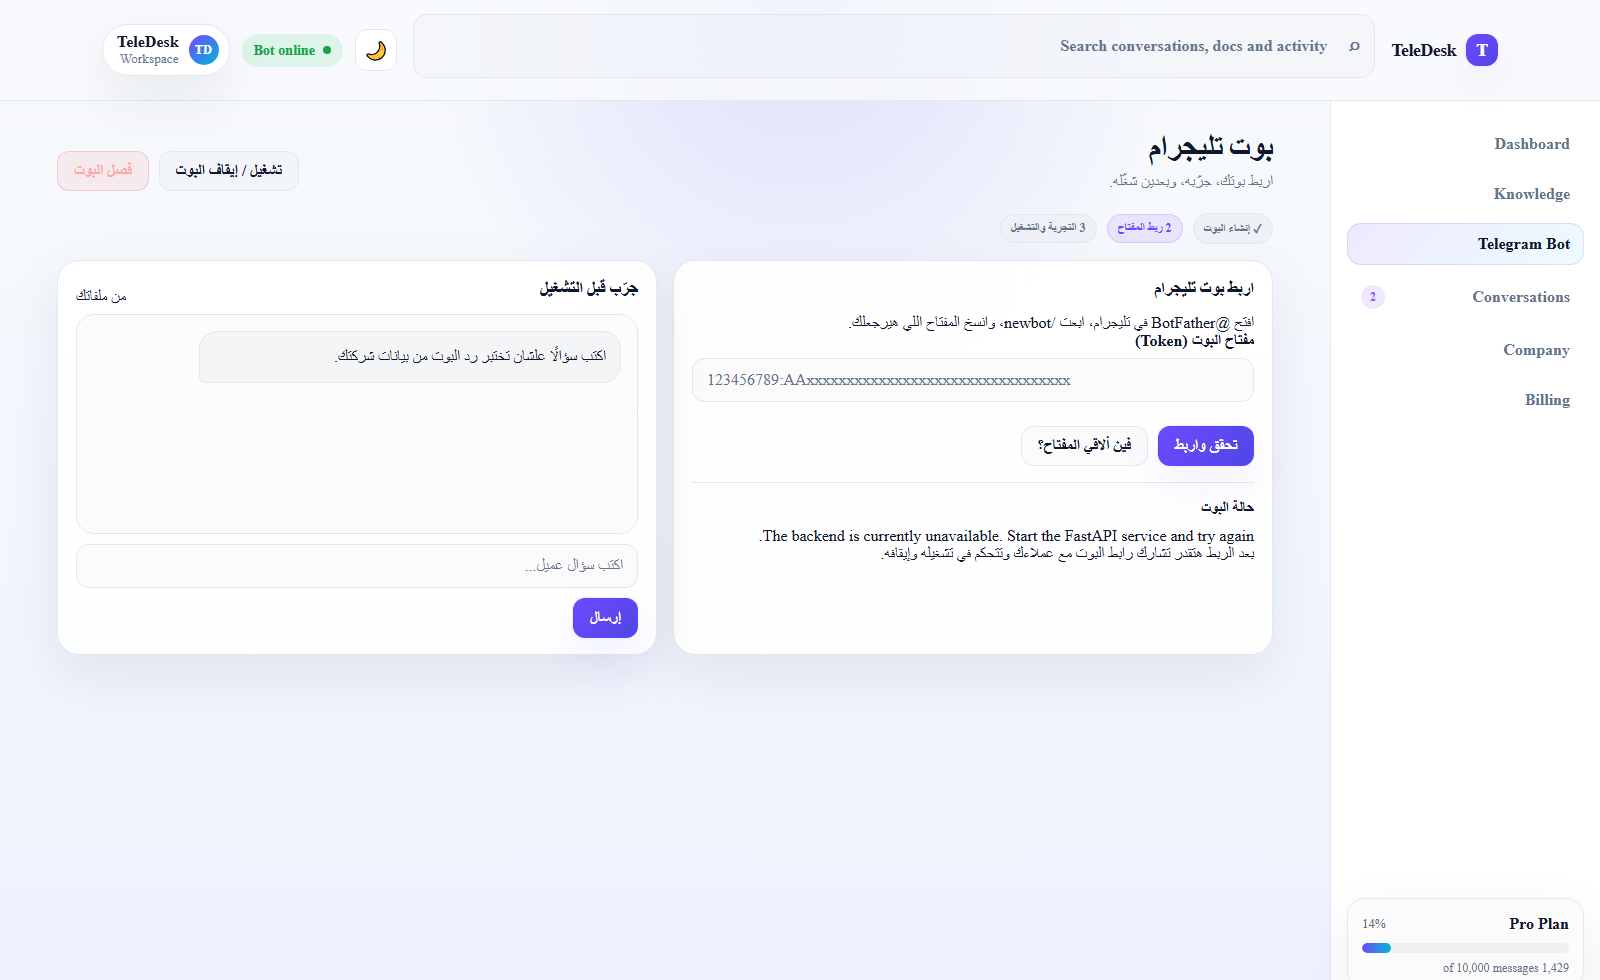 T TeleDesk
Search conversations, docs and activity
🌙
Bot online
TD TeleDesk
Workspace
Dashboard
Knowledge
Telegram Bot
Conversations 2
Company
Billing
Pro Plan 14%
of 10,000 messages 1,429
بوت تليجرام
اربط بوتك، جرّبه، وبعدين شغّله.
تشغيل / إيقاف البوت
فصل البوت
✓ إنشاء البوت
2 ربط المفتاح
3 التجربة والتشغيل
اربط بوت تليجرام
افتح @BotFather في تليجرام، ابعت /newbot، وانسخ المفتاح اللي هيرجعلك.
مفتاح البوت (Token)
123456789:AAxxxxxxxxxxxxxxxxxxxxxxxxxxxxxxxxx
تحقق واربط
فين ألاقي المفتاح؟
حالة البوت
The backend is currently unavailable. Start the FastAPI service and try again.
بعد الربط هتقدر تشارك رابط البوت مع عملاءك وتتحكم في تشغيله وإيقافه.
جرّب قبل التشغيل
من ملفاتك
اكتب سؤالًا علشان تختبر رد البوت من بيانات شركتك.
اكتب سؤال عميل...
إرسال